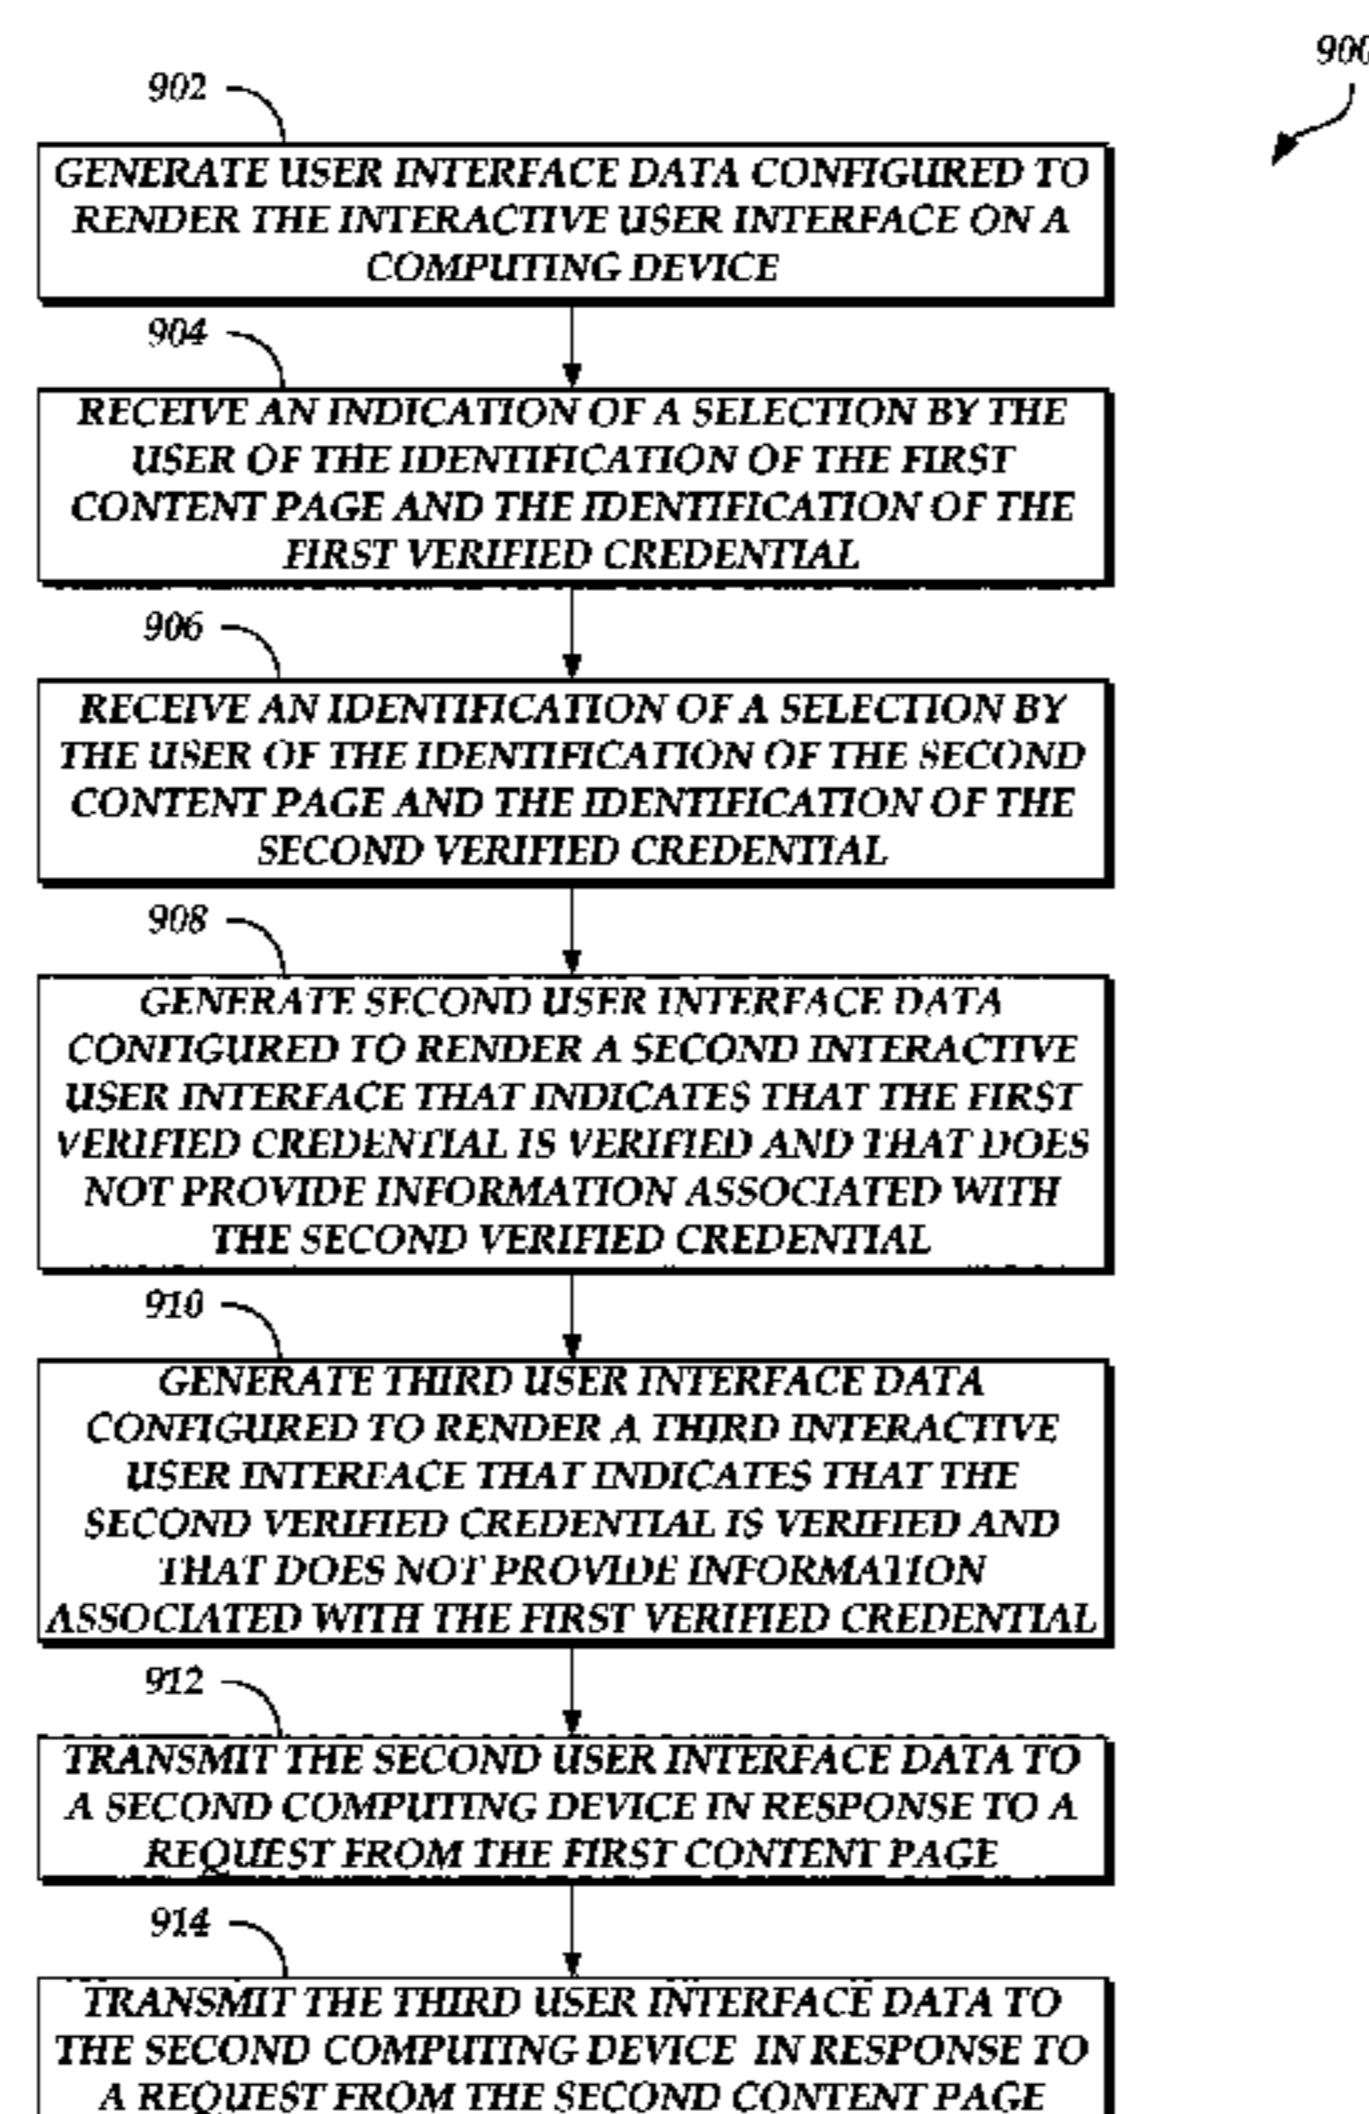 900
902
GENERATE USER INTERFACE DATA CONFIGURED TO
RENDER THE INTERACTIVE USER INTERFACE ON A
COMPUTING DEVICE
904
RECEIVE AN INDICATION OF A SELECTION BY THE
USER OF THE IDENTIFICATION OF THE FIRST
CONTENT PAGE AND THE IDENTIFICATION OF THE
FIRST VERIFIED CREDENTIAL
906
RECEIVE AN IDENTIFICATION OF A SELECTION BY
THE USER OF THE IDENTIFICATION OF THE SECOND
CONTENT PAGE AND THE IDENTIFICATION OF THE
SECOND VERIFIED CREDENTIAL
908
GENERATE SECOND USER INTERFACE DATA
CONFIGURED TO RENDER A SECOND INTERACTIVE
USER INTERFACE THAT INDICATES THAT THE FIRST
VERIFIED CREDENTIAL IS VERIFIED AND THAT DOES
NOT PROVIDE INFORMATION ASSOCIATED WITH
THE SECOND VERIFIED CREDENTIAL
910
GENERATE THIRD USER INTERFACE DATA
CONFIGURED TO RENDER A THIRD INTERACTIVE
USER INTERFACE THAT INDICATES THAT THE
SECOND VERIFIED CREDENTIAL IS VERIFIED AND
THAT DOES NOT PROVIDE INFORMATION
ASSOCIATED WITH THE FIRST VERIFIED CREDENTIAL
912
TRANSMIT THE SECOND USER INTERFACE DATA TO
A SECOND COMPUTING DEVICE IN RESPONSE TO A
REQUEST FROM THE FIRST CONTENT PAGE
914
TRANSMIT THE THIRD USER INTERFACE DATA TO
THE SECOND COMPUTING DEVICE IN RESPONSE TO
A REQUEST FROM THE SECOND CONTENT PAGE